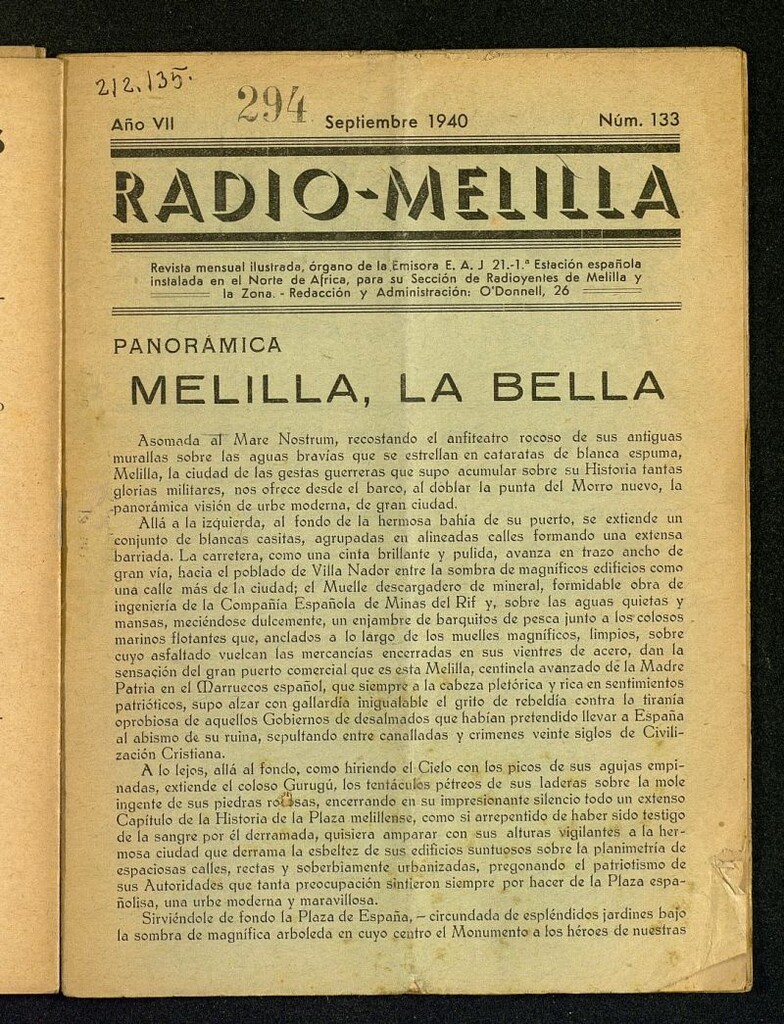 2/2.135.
294
Año VII Septiembre 1940 Núm. 133
RADIO-MELILLA
Revista mensual ilustrada, órgano de la Emisora E. A. J 21.-1.ª Estación española
instalada en el Norte de Africa, para su Sección de Radioyentes de Melilla y
la Zona. - Redacción y Administración: O'Donnell, 26
PANORÁMICA
MELILLA, LA BELLA
Asomada al Mare Nostrum, recostando el anfiteatro rocoso de sus antiguas
murallas sobre las aguas bravías que se estrellan en cataratas de blanca espuma,
Melilla, la ciudad de las gestas guerreras que supo acumular sobre su Historia tantas
glorias militares, nos ofrece desde el barco, al doblar la punta del Morro nuevo, la
panorámica visión de urbe moderna, de gran ciudad.
Allá a la izquierda, al fondo de la hermosa bahía de su puerto, se extiende un
conjunto de blancas casitas, agrupadas en alineadas calles formando una extensa
barriada. La carretera, como una cinta brillante y pulida, avanza en trazo ancho de
gran vía, hacia el poblado de Villa Nador entre la sombra de magníficos edificios como
una calle más de la ciudad; el Muelle descargadero de mineral, formidable obra de
ingeniería de la Compañía Española de Minas del Rif y, sobre las aguas quietas y
mansas, meciéndose dulcemente, un enjambre de barquitos de pesca junto a los colosos
marinos flotantes que, anclados a lo largo de los muelles magníficos, limpios, sobre
cuyo asfaltado vuelcan las mercancías encerradas en sus vientres de acero, dan la
sensación del gran puerto comercial que es esta Melilla, centinela avanzado de la Madre
Patria en el Marruecos español, que siempre a la cabeza pletórica y rica en sentimientos
patrióticos, supo alzar con gallardía inigualable el grito de rebeldía contra la tiranía
oprobiosa de aquellos Gobiernos de desalmados que habían pretendido llevar a España
al abismo de su ruina, sepultando entre canalladas y crimenes veinte siglos de Civili-
zación Cristiana.
A lo lejos, allá al fondo, como hiriendo el Cielo con los picos de sus agujas empi-
nadas, extiende el coloso Gurugú, los tentáculos pétreos de sus laderas sobre la mole
ingente de sus piedras rocosas, encerrando en su impresionante silencio todo un extenso
Capítulo de la Historia de la Plaza melillense, como si arrepentido de haber sido testigo
de la sangre por él derramada, quisiera amparar con sus alturas vigilantes a la her-
mosa ciudad que derrama la esbeltez de sus edificios suntuosos sobre la planimetría de
espaciosas calles, rectas y soberbiamente urbanizadas, pregonando el patriotismo de
sus Autoridades que tanta preocupación sintieron siempre por hacer de la Plaza espa-
ñolisa, una urbe moderna y maravillosa.
Sirviéndole de fondo la Plaza de España, – circundada de espléndidos jardines bajo
la sombra de magnífica arboleda en cuyo centro el Monumento a los héroes de nuestras